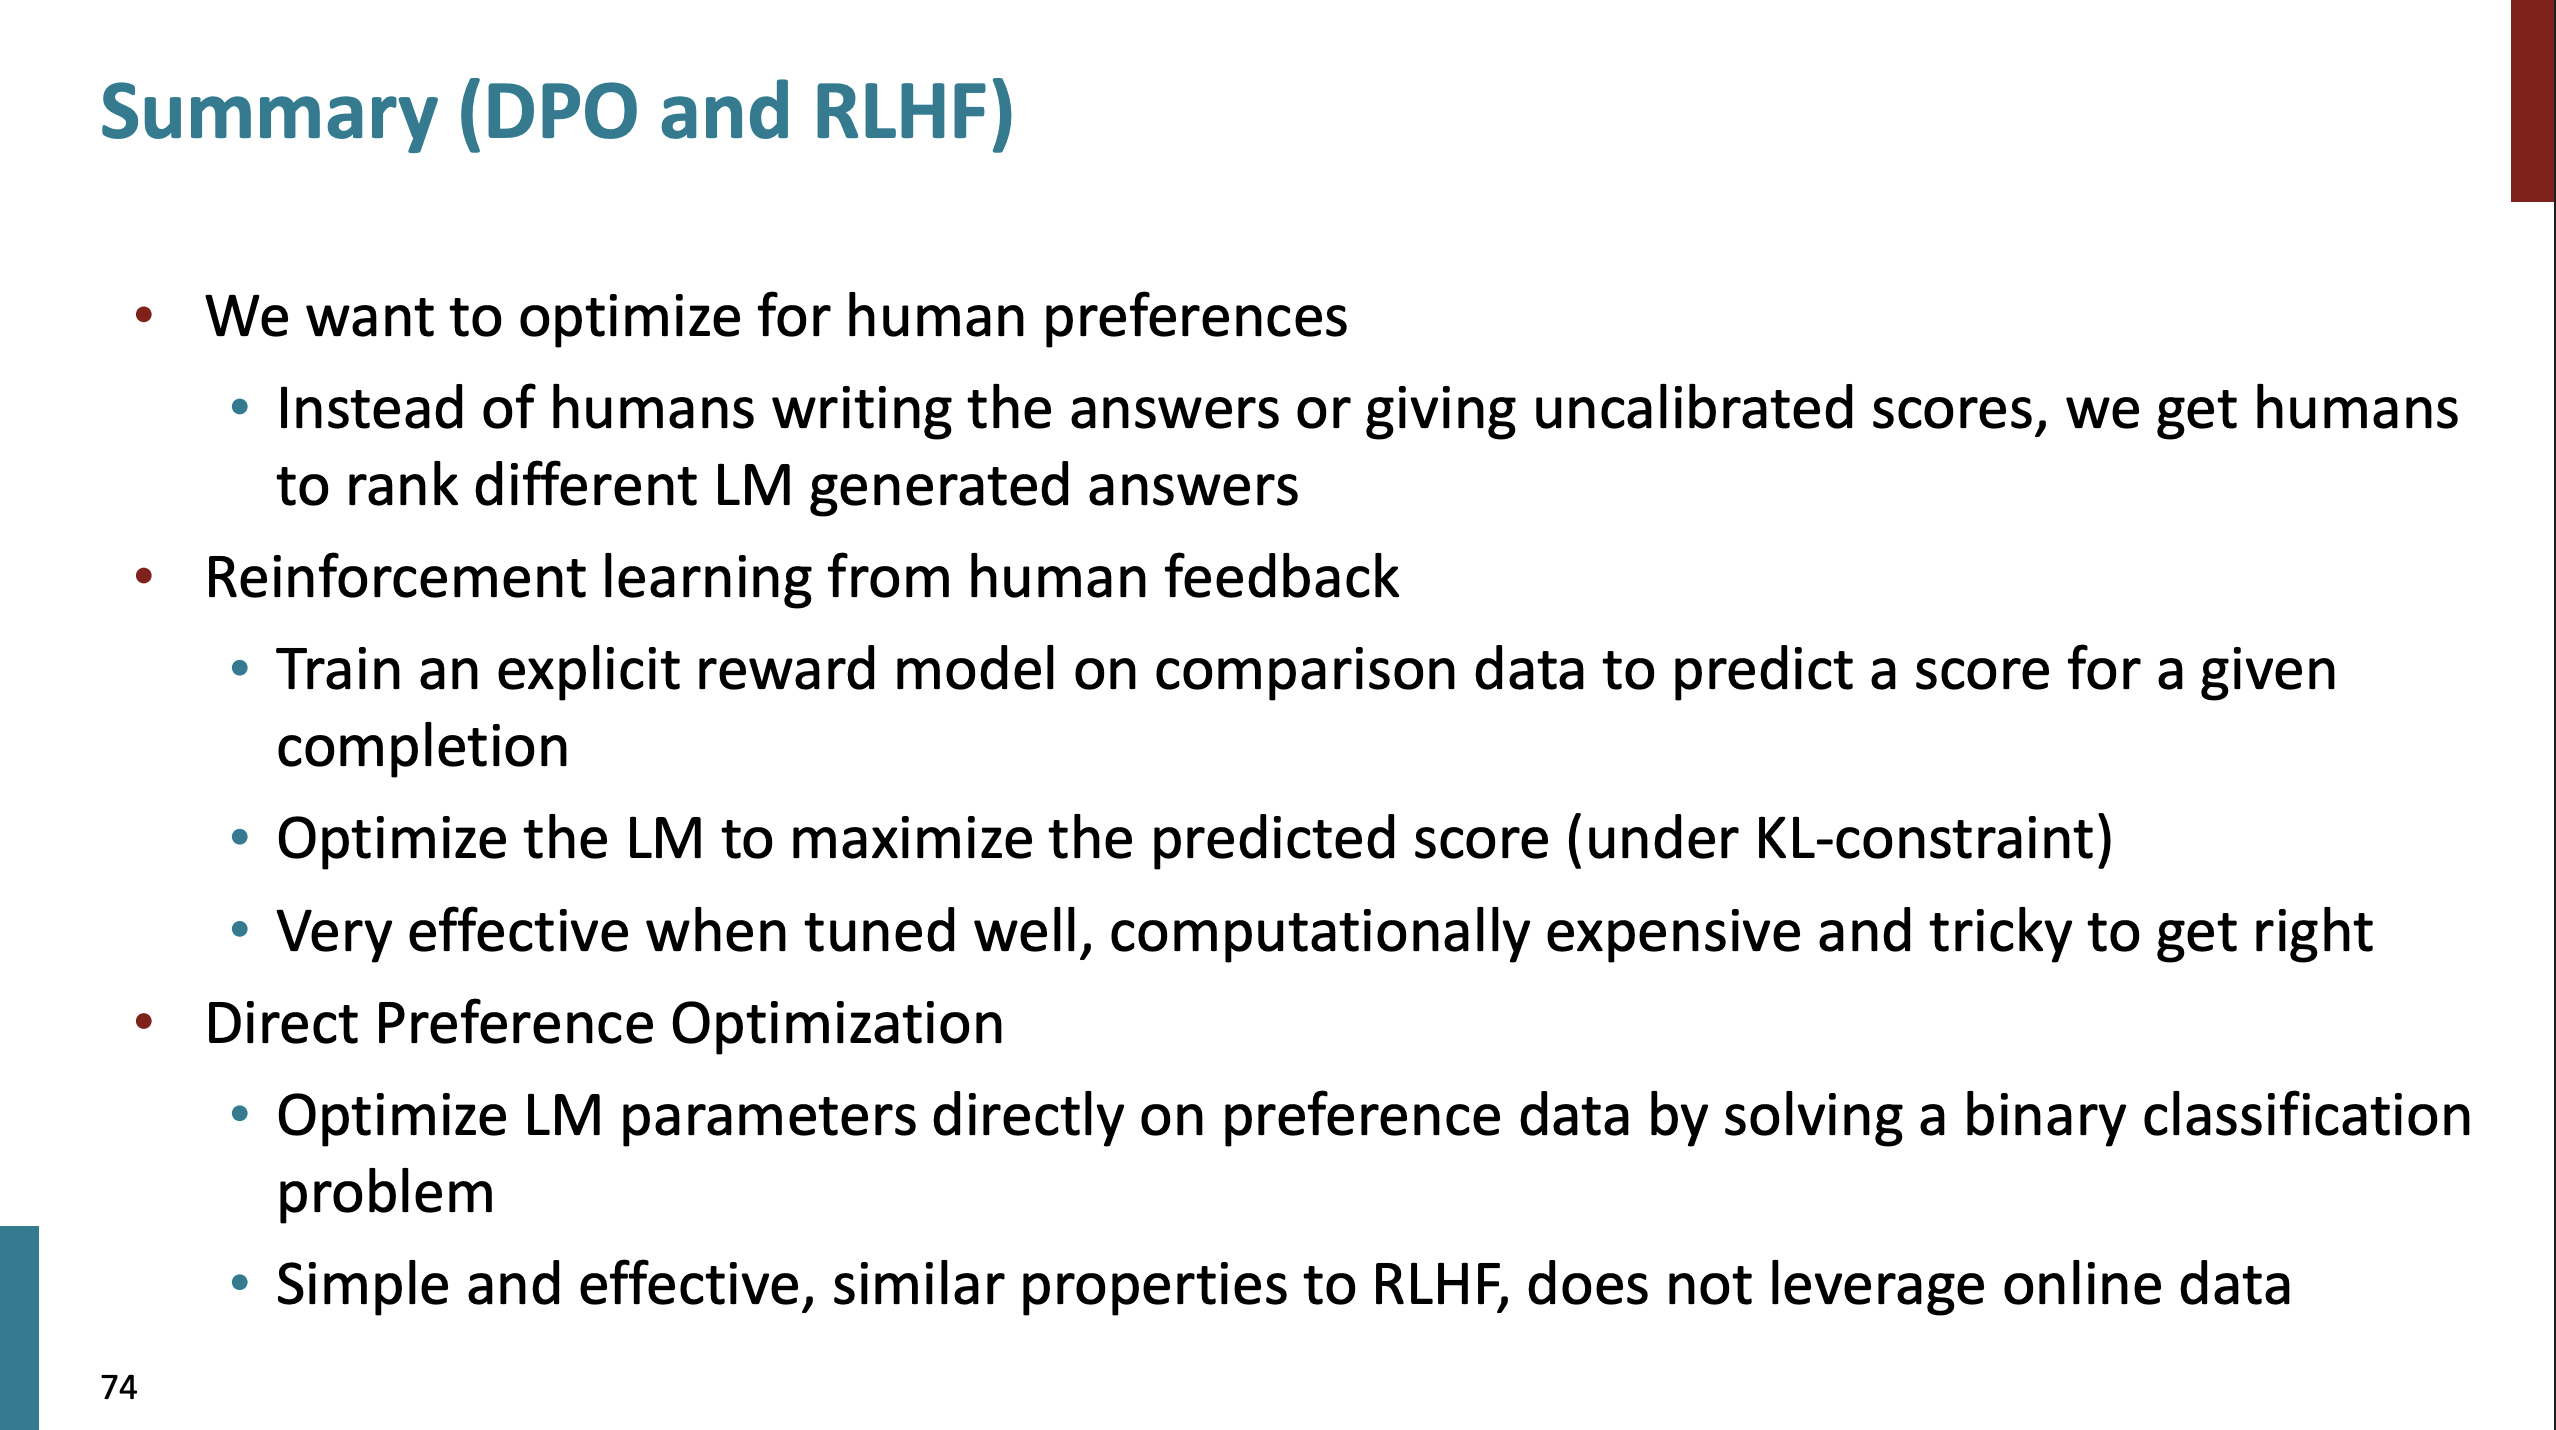 Summary (DPO and RLHF)
• We want to optimize for human preferences
• Instead of humans writing the answers or giving uncalibrated scores, we get humans
to rank different LM generated answers
• Reinforcement learning from human feedback
• Train an explicit reward model on comparison data to predict a score for a given
completion
• Optimize the LM to maximize the predicted score (under KL-constraint)
• Very effective when tuned well, computationally expensive and tricky to get right
• Direct Preference Optimization
• Optimize LM parameters directly on preference data by solving a binary classification
problem
• Simple and effective, similar properties to RLHF, does not leverage online data
74